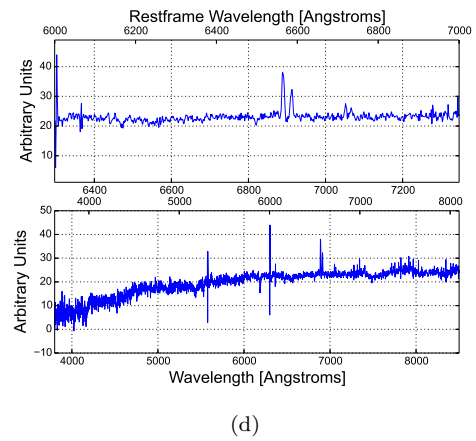 Restframe Wavelength [Angstroms]
6000 6200 6400 6600 6800 7000
Arbitrary Units
40
30
20
10
6400 6600 6800 7000 7200
4000 5000 6000 7000 8000
Arbitrary Units
50
40
30
20
10
0
−10
4000 5000 6000 7000 8000
Wavelength [Angstroms]
(d)